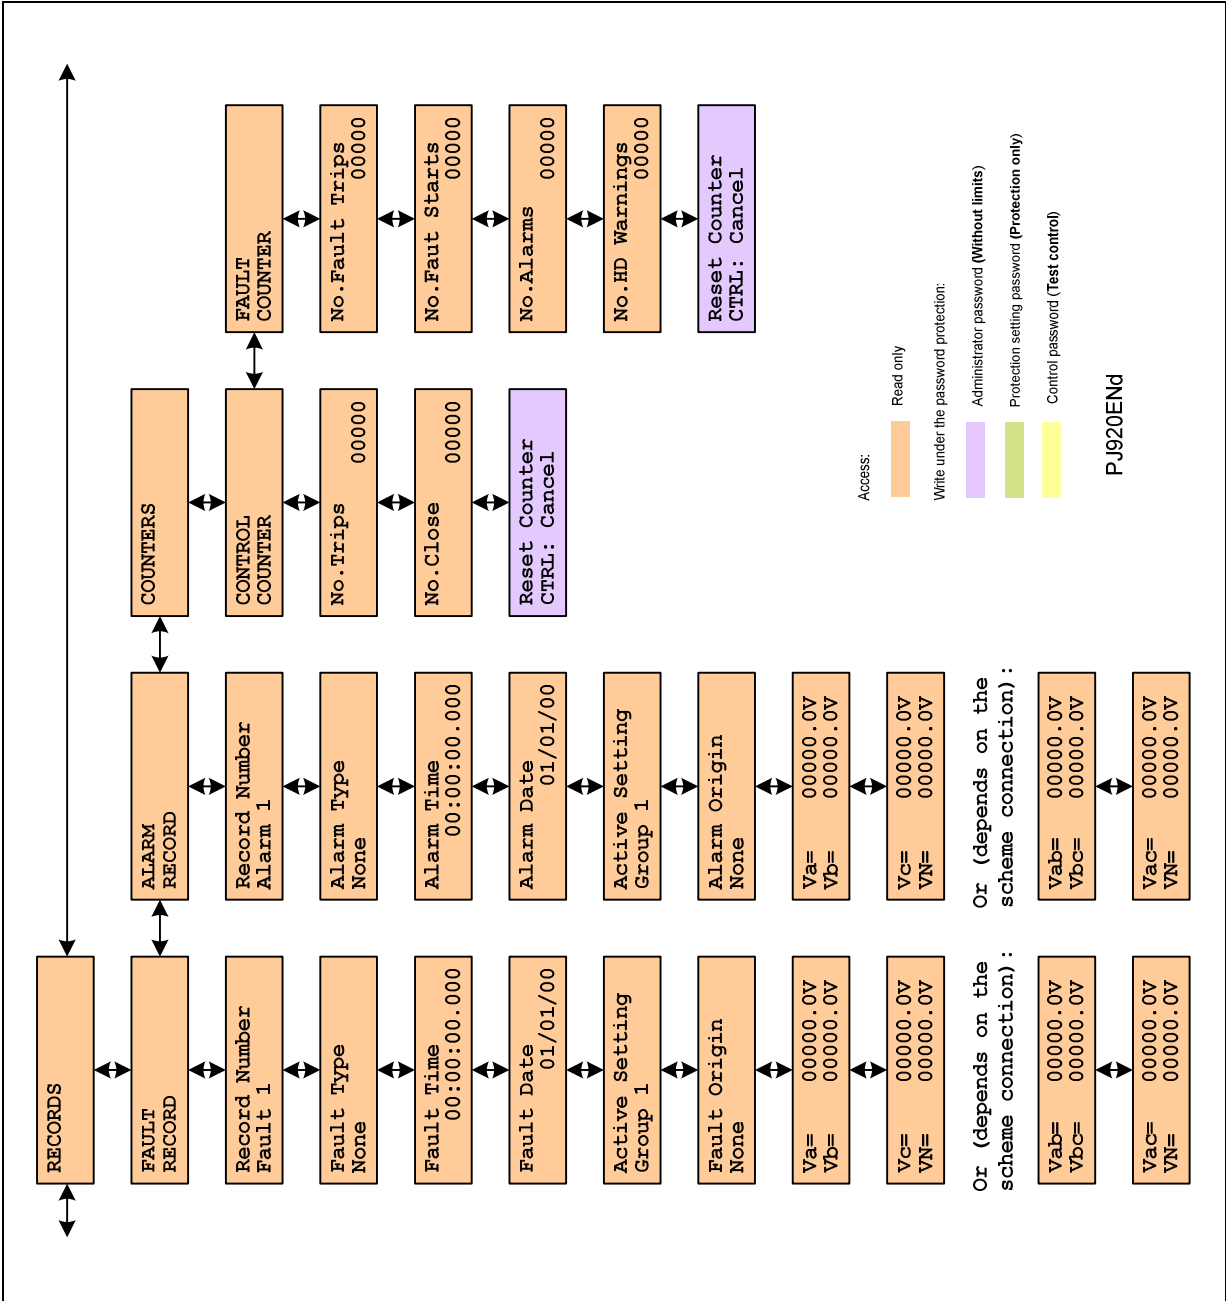 RECORDS
FAULT
RECORD
Record Number
Fault 1
Fault Type
None
Fault Time
00:00:00.000
Fault Date
01/01/00
Active Setting
Group 1
Fault Origin
None
Va= 00000.0V
Vb= 00000.0V
Vc= 00000.0V
VN= 00000.0V
Or (depends on the
scheme connection):
Vab= 00000.0V
Vbc= 00000.0V
Vac= 00000.0V
VN= 00000.0V
ALARM
RECORD
Record Number
Alarm 1
Alarm Type
None
Alarm Time
00:00:00.000
Alarm Date
01/01/00
Active Setting
Group 1
Alarm Origin
None
Va= 00000.0V
Vb= 00000.0V
Vc= 00000.0V
VN= 00000.0V
Or (depends on the
scheme connection):
Vab= 00000.0V
Vbc= 00000.0V
Vac= 00000.0V
VN= 00000.0V
COUNTERS
CONTROL
COUNTER
No.Trips
00000
No.Close
00000
Reset Counter
CTRL: Cancel
FAULT
COUNTER
No.Fault Trips
00000
No.Faut Starts
00000
No.Alarms
00000
No.HD Warnings
00000
Reset Counter
CTRL: Cancel
Access:
Read only
Write under the password protection:
Administrator password (Without limits)
Protection setting password (Protection only)
Control password (Test control)
PJ920ENd